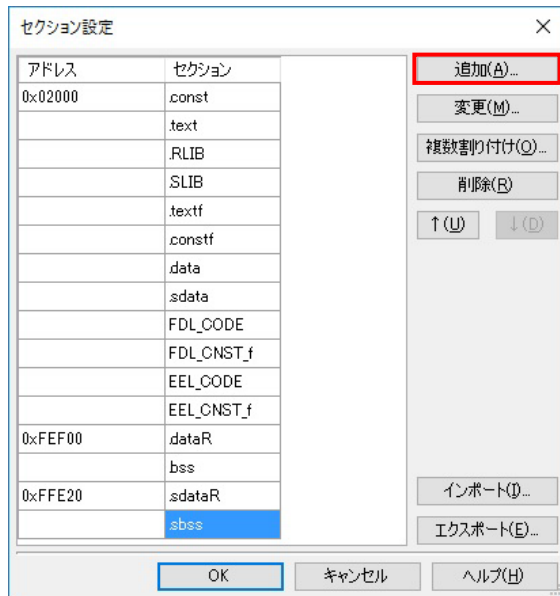 セクション設定
アドレス セクション
0x02000 .const
.text
.RLIB
.SLIB
.textf
.constf
.data
.sdata
FDL_CODE
FDL_CNST_f
EEL_CODE
EEL_CNST_f
0xFEF00 .dataR
.bss
0xFFE20 .sdataR
.sbss
追加(A)...
変更(M)...
複数割り付け(O)...
削除(R)
↑(U) ↓(D)
インポート(I)...
エクスポート(E)...
OK キャンセル ヘルプ(H)